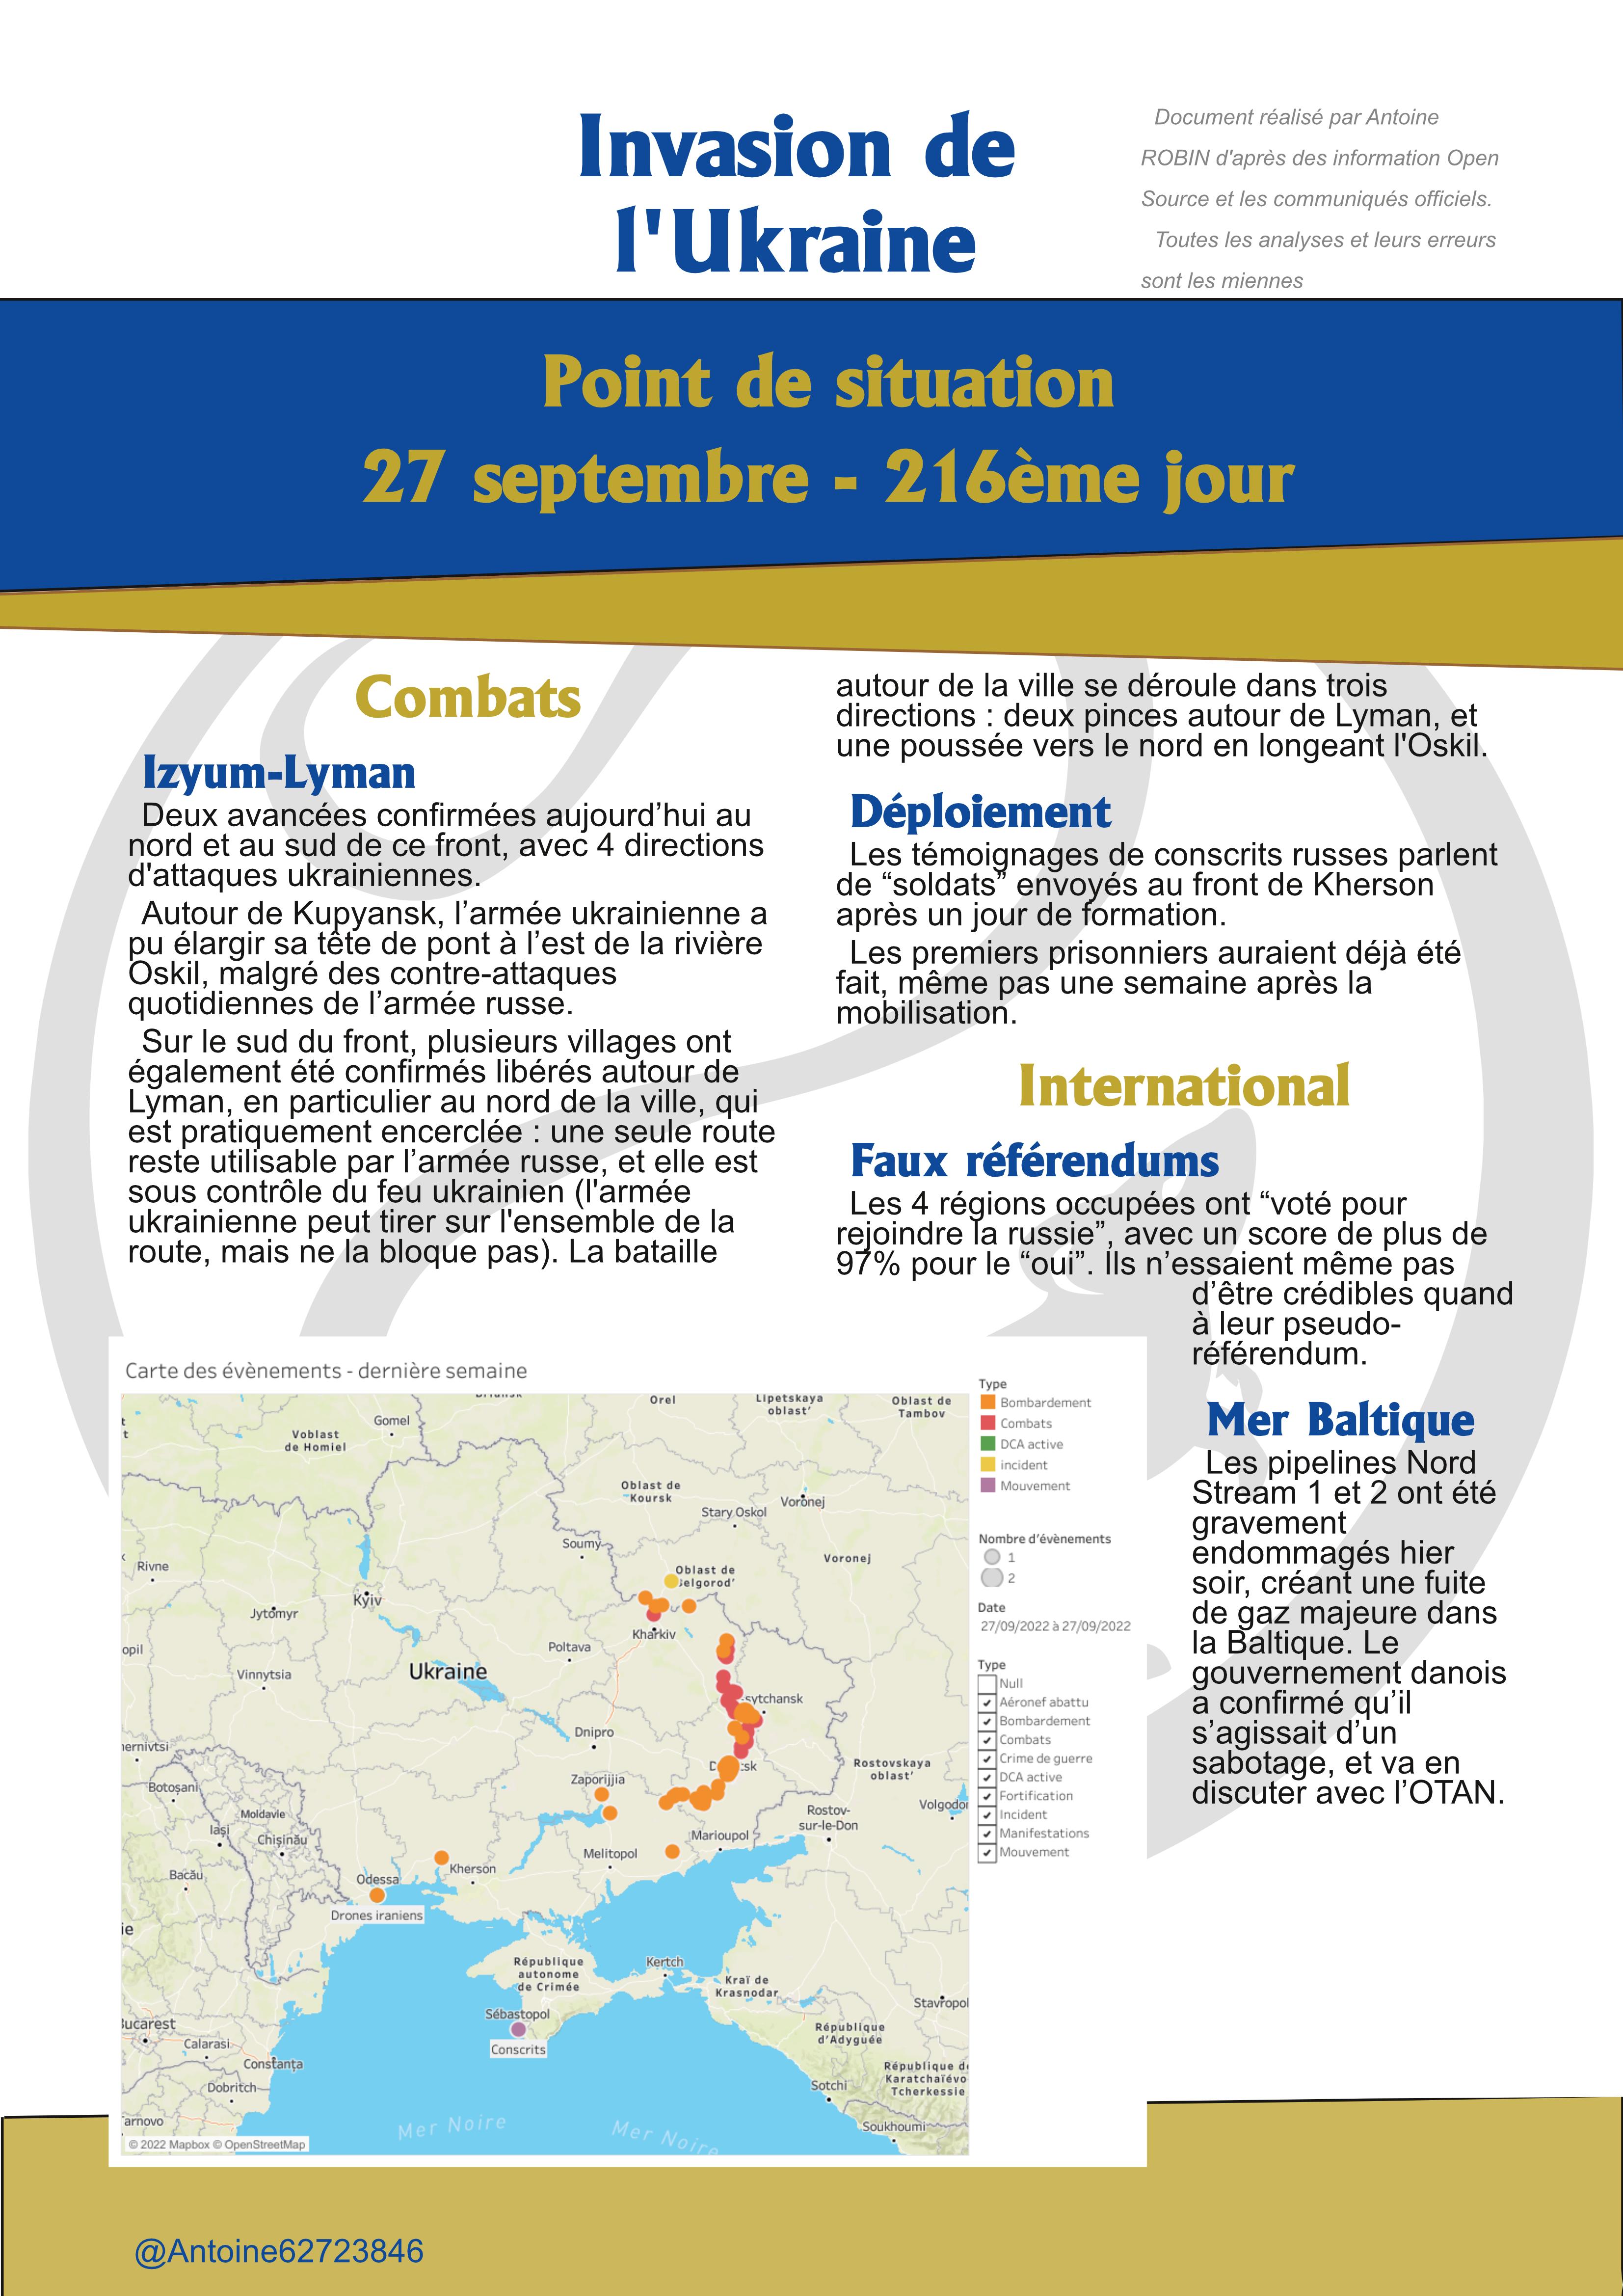 Invasion de
l'Ukraine
Document réalisé par Antoine
ROBIN d'après des information Open
Source et les communiqués officiels.
Toutes les analyses et leurs erreurs
sont les miennes
Point de situation
27 septembre - 216ème jour
Combats
Izyum-Lyman
Deux avancées confirmées aujourd’hui au
nord et au sud de ce front, avec 4 directions
d'attaques ukrainiennes.
Autour de Kupyansk, l’armée ukrainienne a
pu élargir sa tête de pont à l’est de la rivière
Oskil, malgré des contre-attaques
quotidiennes de l’armée russe.
Sur le sud du front, plusieurs villages ont
également été confirmés libérés autour de
Lyman, en particulier au nord de la ville, qui
est pratiquement encerclée : une seule route
reste utilisable par l’armée russe, et elle est
sous contrôle du feu ukrainien (l'armée
ukrainienne peut tirer sur l'ensemble de la
route, mais ne la bloque pas). La bataille
autour de la ville se déroule dans trois
directions : deux pinces autour de Lyman, et
une poussée vers le nord en longeant l'Oskil.
Déploiement
Les témoignages de conscrits russes parlent
de “soldats” envoyés au front de Kherson
après un jour de formation.
Les premiers prisonniers auraient déjà été
fait, même pas une semaine après la
mobilisation.
International
Faux référendums
Les 4 régions occupées ont “voté pour
rejoindre la russie”, avec un score de plus de
97% pour le “oui”. Ils n’essaient même pas
d’être crédibles quand
à leur pseudo-
référendum.
Mer Baltique
Les pipelines Nord
Stream 1 et 2 ont été
gravement
endommagés hier
soir, créant une fuite
de gaz majeure dans
la Baltique. Le
gouvernement danois
a confirmé qu’il
s’agissait d’un
sabotage, et va en
discuter avec l’OTAN.
Carte des évènements - dernière semaine
Orel
Lipetskaya
oblast'
Oblast de
Tambov
Gomel
Voblast
de Homiel
Oblast de
Koursk
Stary Oskol
Voronej
Soumy
Voronej
Rivne
Oblast de
Belgorod'
Kyiv
Jytomyr
Kharkiv
Poltava
opil
Vinnytsia
Ukraine
sytchansk
Dnipro
ernivtsi
D sk
Rostovskaya
oblast'
Botoșani
Zaporijjia
Moldavie
Volgodo
Rostov-
sur-le-Don
Iași
Chișinău
Marioupol
Melitopol
Bacău
Odessa
Kherson
Drones iraniens
ie
République
autonome
de Crimée
Kertch
Kraï de
Krasnodar
Stavropol
Sébastopol
Conscrits
Bucarest
République
d'Adyguée
Calarasi
Constanța
République d
Karatchaïévo
Tcherkessie
Dobritch
Sotchi
arnovo
Soukhoumi
Mer Noire
Mer Noire
© 2022 Mapbox © OpenStreetMap
Type
Bombardement
Combats
DCA active
incident
Mouvement
Nombre d'évènements
1
2
Date
27/09/2022 à 27/09/2022
Type
Null
Aéronef abattu
Bombardement
Combats
Crime de guerre
DCA active
Fortification
Incident
Manifestations
Mouvement
@Antoine62723846